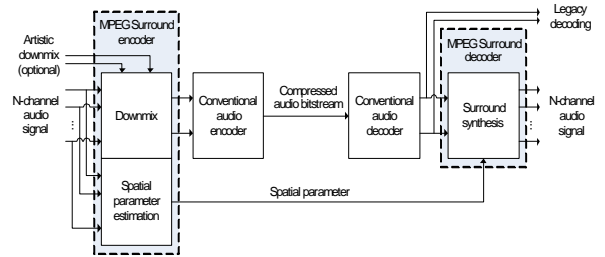 MPEG Surround
encoder
Artistic
downmix
(optional)
N-channel
audio
signal
Downmix
Spatial
parameter
estimation
Conventional
audio
encoder
Compressed
audio bitstream
Conventional
audio
decoder
Spatial parameter
Legacy
decoding
MPEG Surround
decoder
Surround
synthesis
N-channel
audio
signal